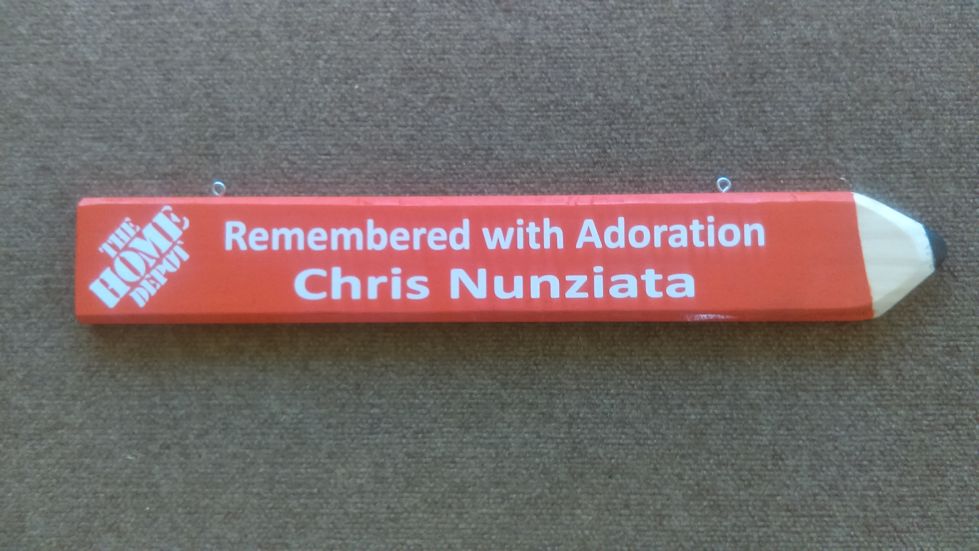 THE
HOME
DEPOT
Remembered with Adoration
Chris Nunziata